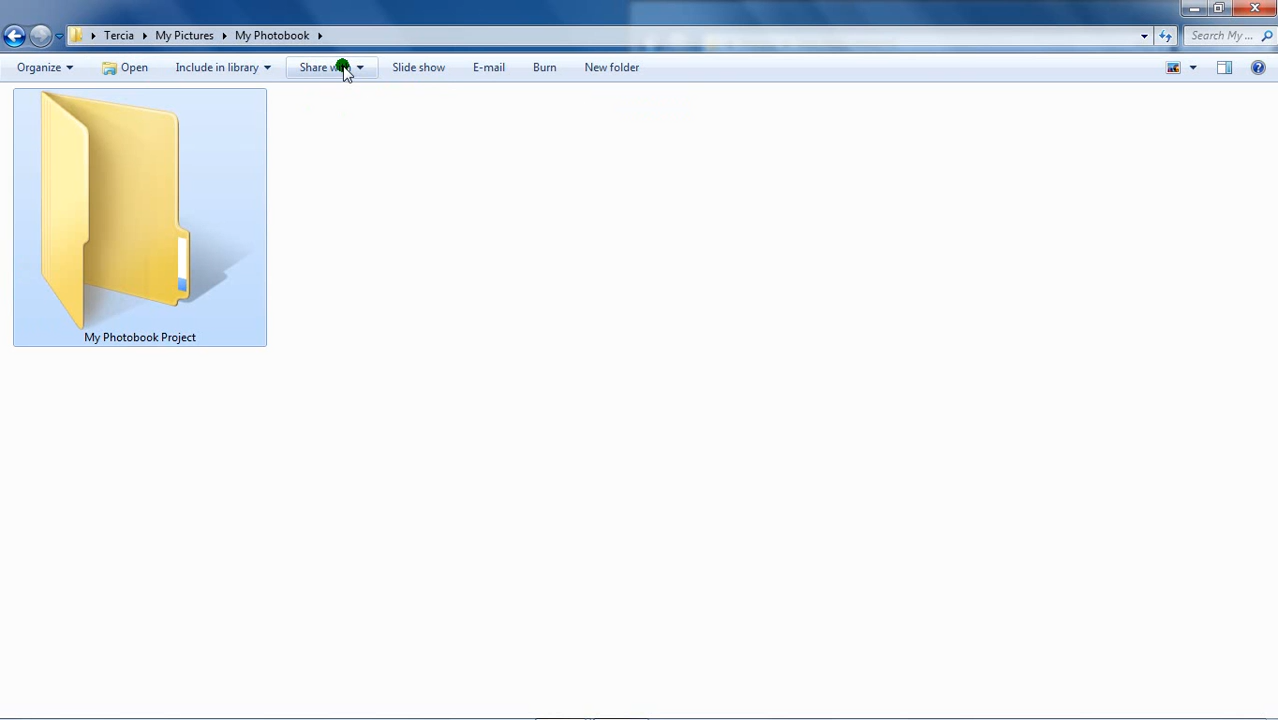 Tercia My Pictures My Photobook Search My ...
Organize Open Include in library Share Slide show E-mail Burn New folder
My Photobook Project